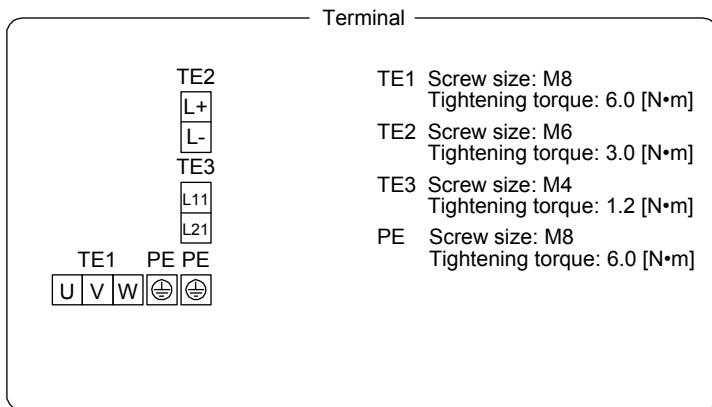 Terminal
TE2
L+
L-
TE3
L11
L21
TE1 PE PE
U V W
TE1 Screw size: M8
Tightening torque: 6.0 [N•m]
TE2 Screw size: M6
Tightening torque: 3.0 [N•m]
TE3 Screw size: M4
Tightening torque: 1.2 [N•m]
PE Screw size: M8
Tightening torque: 6.0 [N•m]